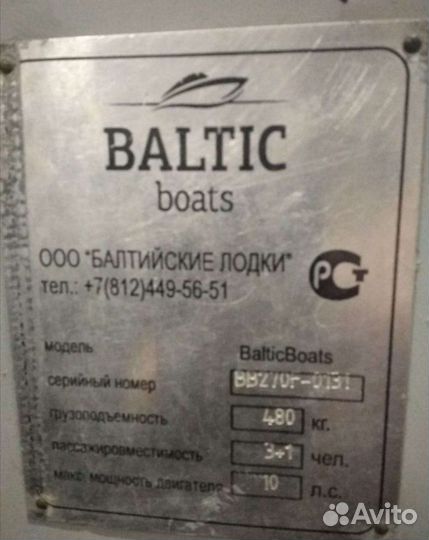 BALTIC
boats
ООО "БАЛТИЙСКИЕ ЛОДКИ"
тел.: +7(812)449-56-51
РСТ
модель BalticBoats
серийный номер
грузоподъемность 480 кг.
пассажировместимость 3+1 чел.
макс. мощность двигателя 10 л.с.
Avito